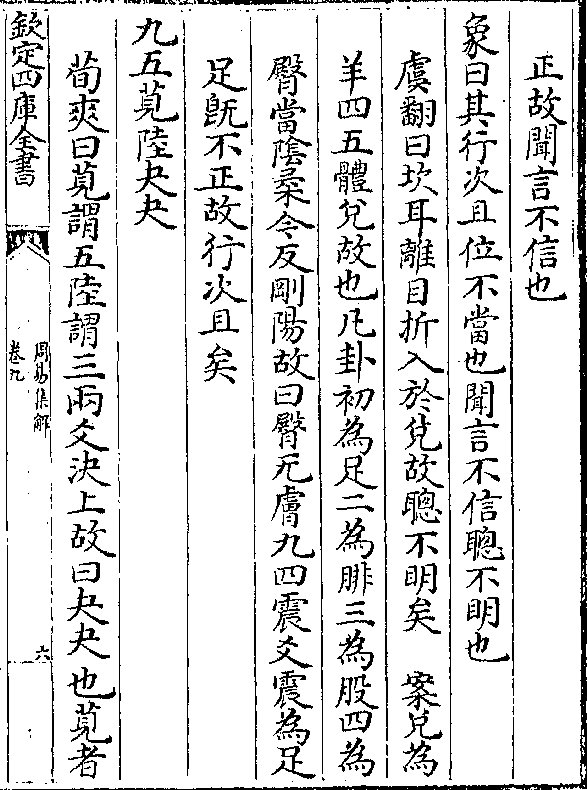 正故聞言不信也
象曰其行次且位不當也聞言不信聰不明也
虞翻曰坎耳離目折入於兌故聰不明矣　案兌為
羊四五體兌故也凡卦初為足二為腓三為股四為
臀當陰柔今反剛陽故曰臀无膚九四震爻震為足
足既不正故行次且矣
九五莧陸夬夬
荀爽曰莧謂五陸謂三兩爻決上故曰夬夬也莧者
欽定四庫全書
周易集解
卷九
六